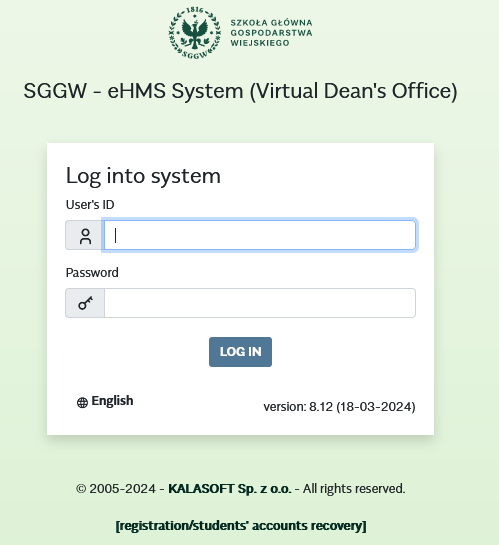 1816
SGGW
SZKOŁA GŁÓWNA
GOSPODARSTWA
WIEJSKIEGO
SGGW - eHMS System (Virtual Dean's Office)
Log into system
User's ID
Password
LOG IN
English
version: 8.12 (18-03-2024)
© 2005-2024 - KALASOFT Sp. z o.o. - All rights reserved.
[registration/students' accounts recovery]